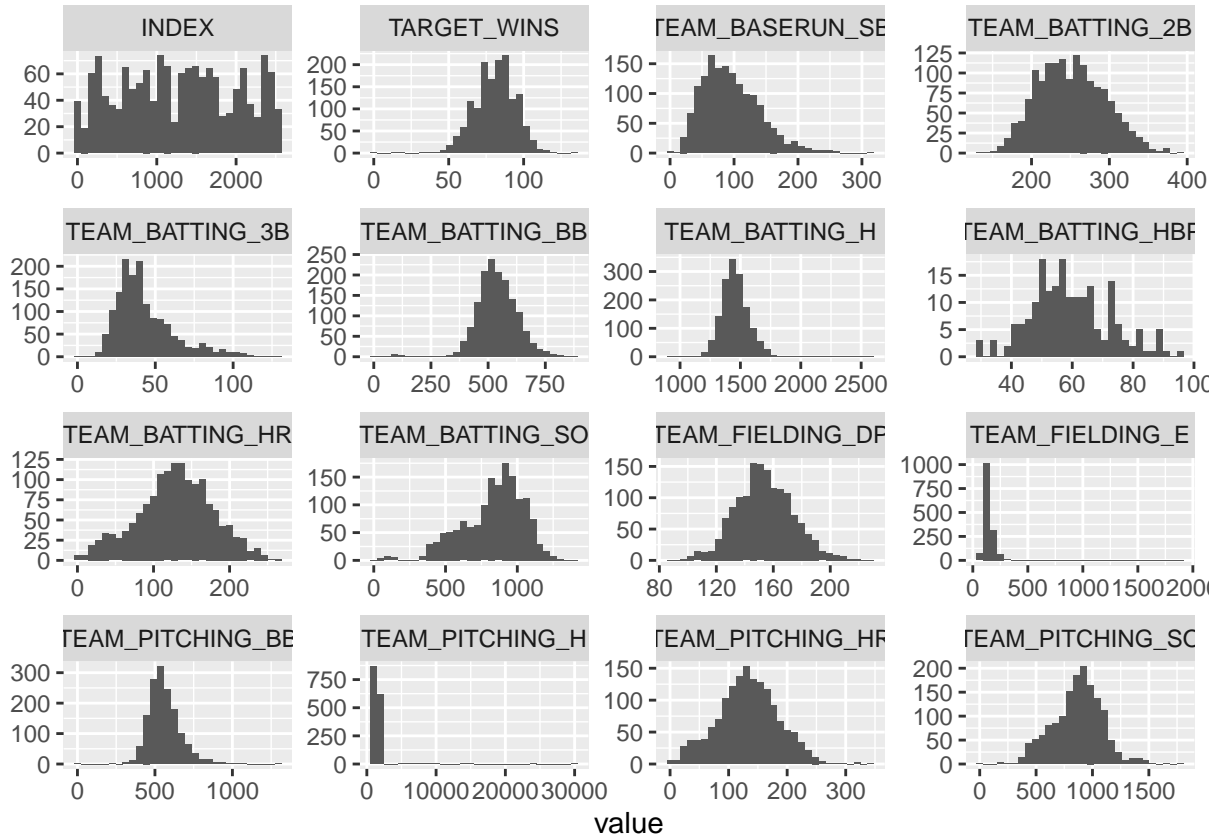 INDEX TARGET_WINS TEAM_BASERUN_SB TEAM_BATTING_2B
60 40 20 0 200 150 100 50 0 150 100 50 0 125 100 75 50 25 0
0 1000 2000 0 50 100 0 100 200 300 200 300 400
TEAM_BATTING_3B TEAM_BATTING_BB TEAM_BATTING_H TEAM_BATTING_HBP
200 150 100 50 0 250 200 150 100 50 0 300 200 100 0 15 10 5 0
0 50 100 0 250 500 750 1000 1500 2000 2500 40 60 80 100
TEAM_BATTING_HR TEAM_BATTING_SO TEAM_FIELDING_DP TEAM_FIELDING_E
125 100 75 50 25 0 150 100 50 0 150 100 50 0 1000 750 500 250 0
0 100 200 0 500 1000 80 120 160 200 0 500 1000 1500 2000
TEAM_PITCHING_BB TEAM_PITCHING_H TEAM_PITCHING_HR TEAM_PITCHING_SO
300 200 100 0 750 500 250 0 150 100 50 0 200 150 100 50 0
0 500 1000 0 10000 20000 30000 0 100 200 300 0 500 1000 1500
value